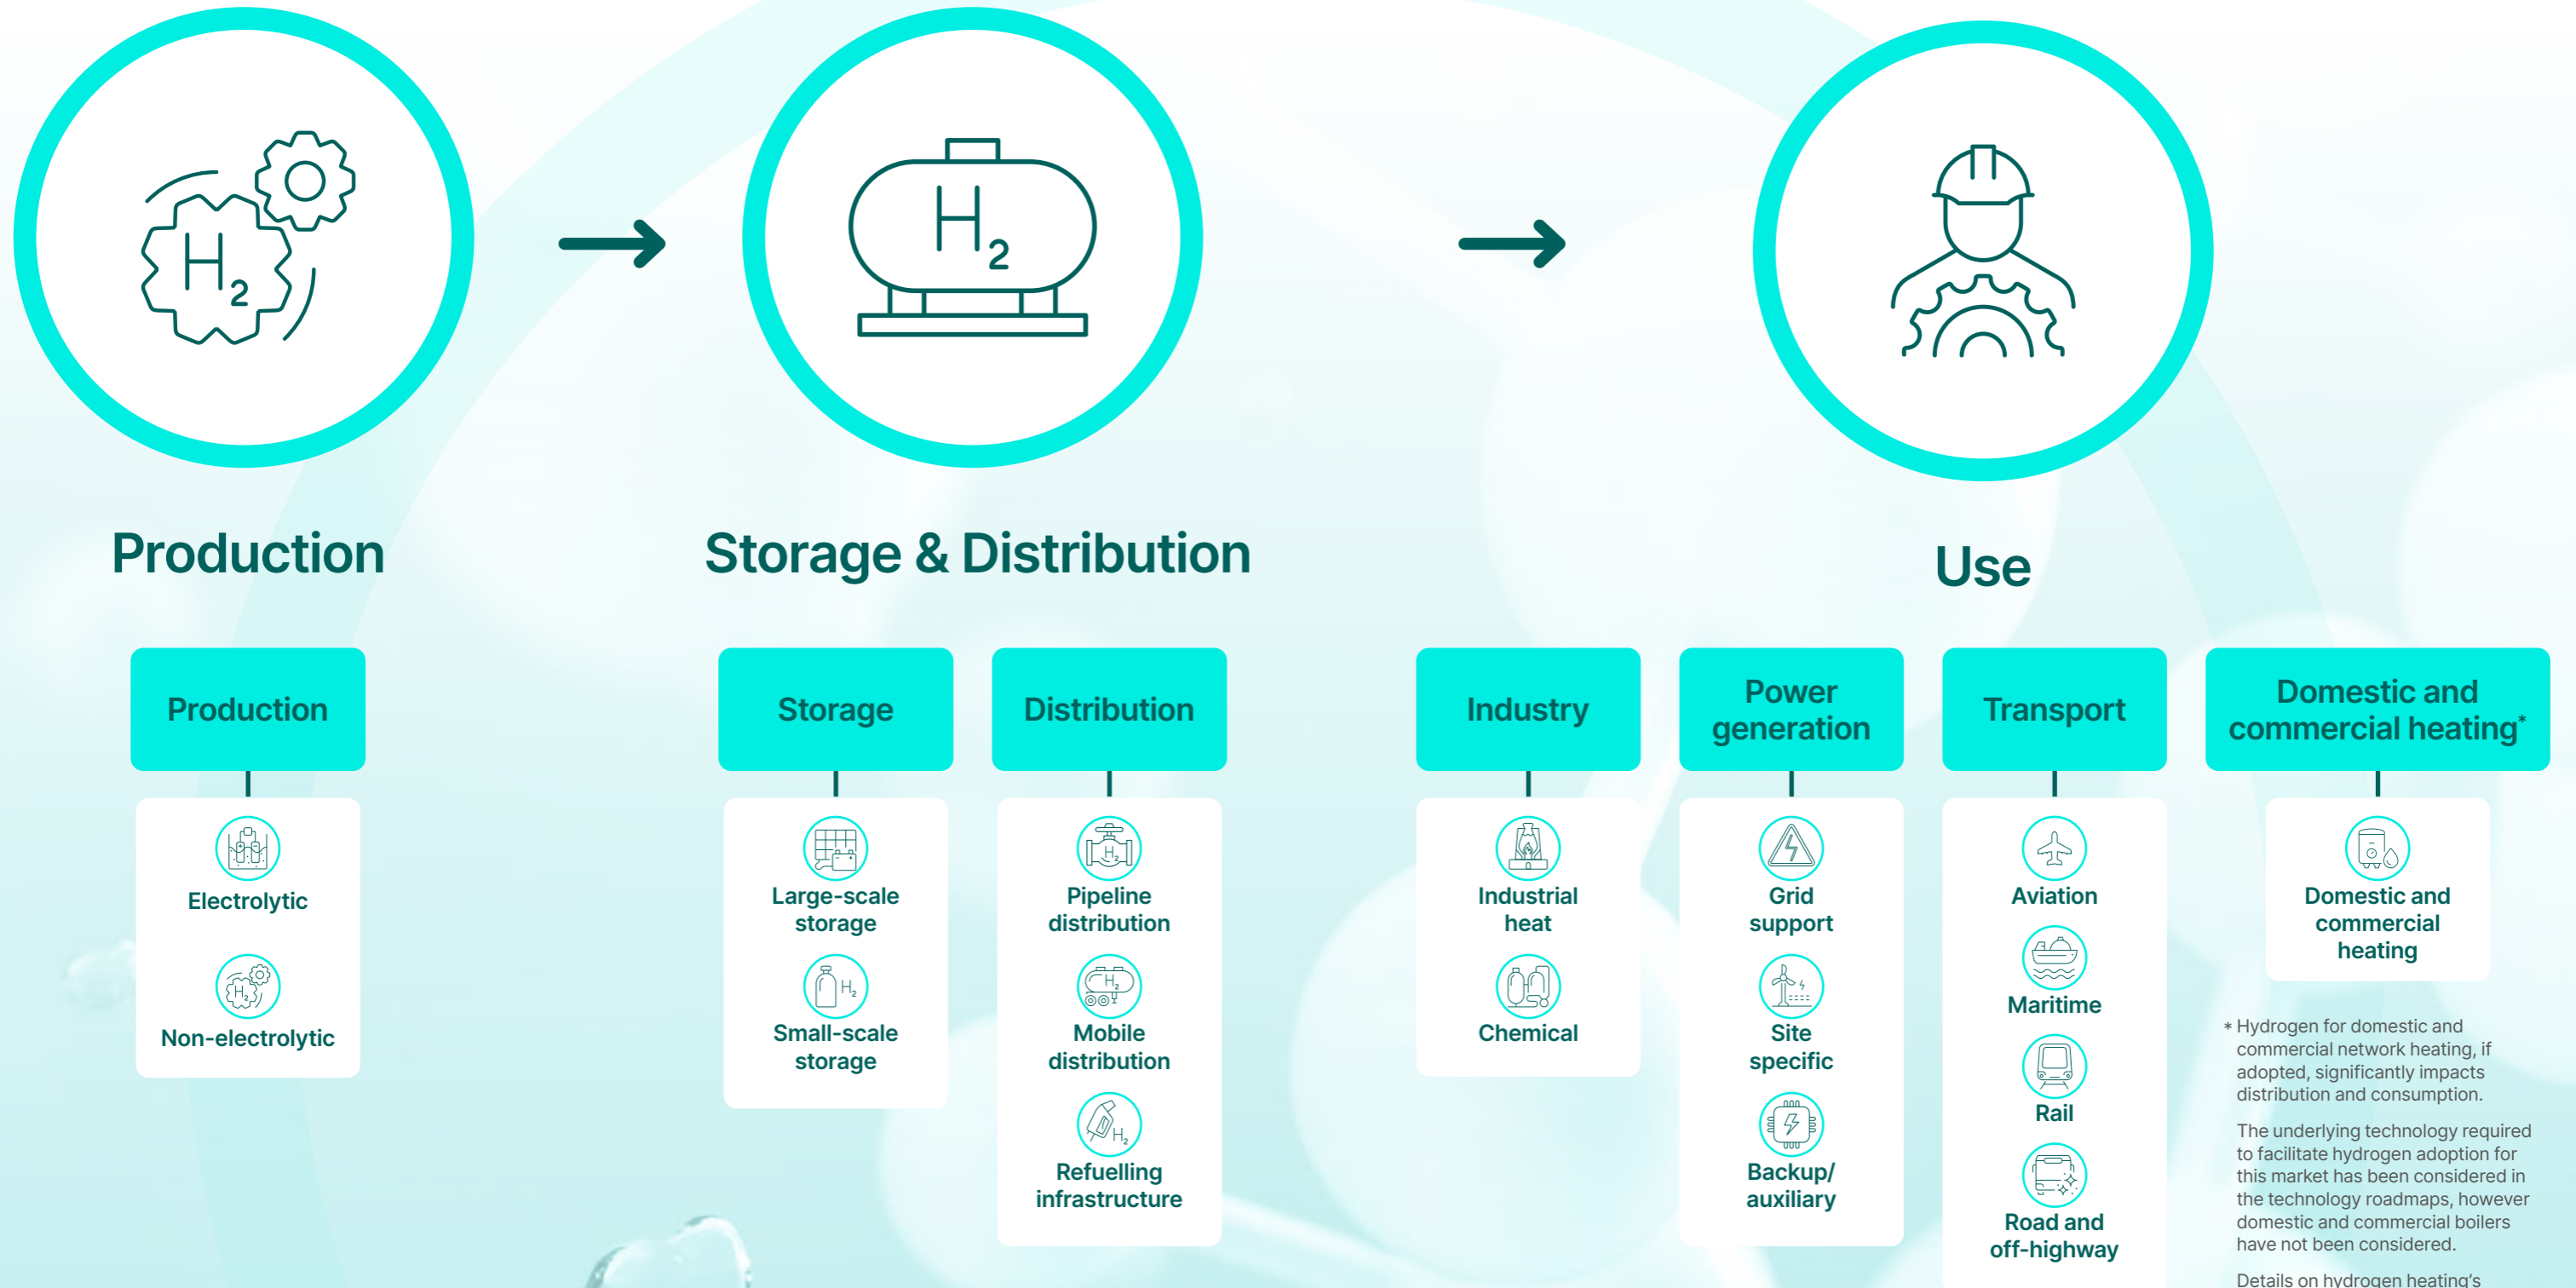 H2
H2
Production
Storage & Distribution
Use
Production
Electrolytic
H2
Non-electrolytic
Storage
Large-scale
storage
H2
Small-scale
storage
Distribution
H2
Pipeline
distribution
H2
Mobile
distribution
H2
Refuelling
infrastructure
Industry
Industrial
heat
Chemical
Power
generation
Grid
support
Site
specific
Backup/
auxiliary
Transport
Aviation
Maritime
Rail
Road and
off-highway
Domestic and
commercial heating*
Domestic and
commercial
heating
* Hydrogen for domestic and
commercial network heating, if
adopted, significantly impacts
distribution and consumption.
The underlying technology required
to facilitate hydrogen adoption for
this market has been considered in
the technology roadmaps, however
domestic and commercial boilers
have not been considered.
Details on hydrogen heating's